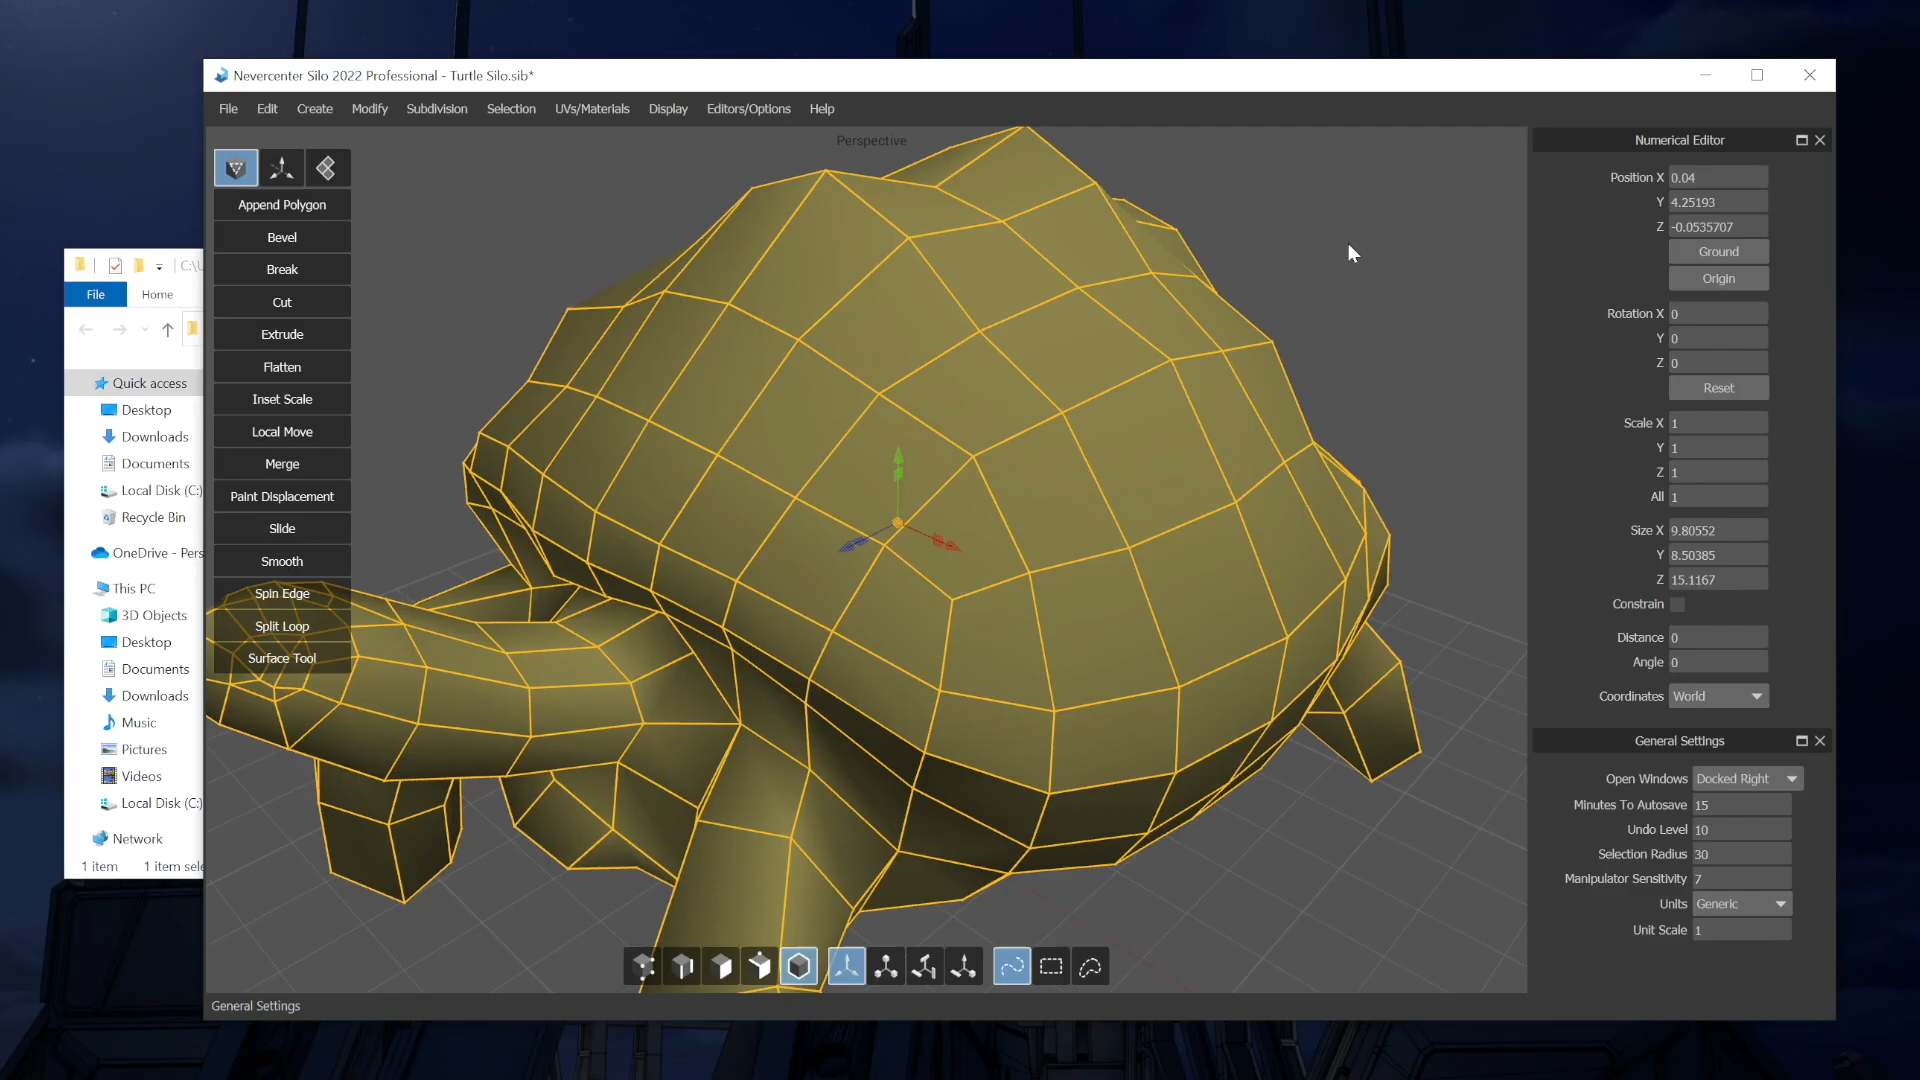 Nevercenter Silo 2022 Professional - Turtle Silo.sib*
File Edit Create Modify Subdivision Selection UVs/Materials Display Editors/Options Help
Perspective
Append Polygon
Bevel
Break
Cut
Extrude
Flatten
Inset Scale
Local Move
Merge
Paint Displacement
Slide
Smooth
Spin Edge
Split Loop
Surface Tool
General Settings
C:\U
File Home
Quick access
Desktop
Downloads
Documents
Local Disk (C:)
Recycle Bin
OneDrive - Pers
This PC
3D Objects
Desktop
Documents
Downloads
Music
Pictures
Videos
Local Disk (C:)
Network
1 item 1 item sele
Numerical Editor
Position X 0.04
Y 4.25193
Z -0.0535707
Ground
Origin
Rotation X 0
Y 0
Z 0
Reset
Scale X 1
Y 1
Z 1
All 1
Size X 9.80552
Y 8.50385
Z 15.1167
Constrain
Distance 0
Angle 0
Coordinates World
General Settings
Open Windows Docked Right
Minutes To Autosave 15
Undo Level 10
Selection Radius 30
Manipulator Sensitivity 7
Units Generic
Unit Scale 1